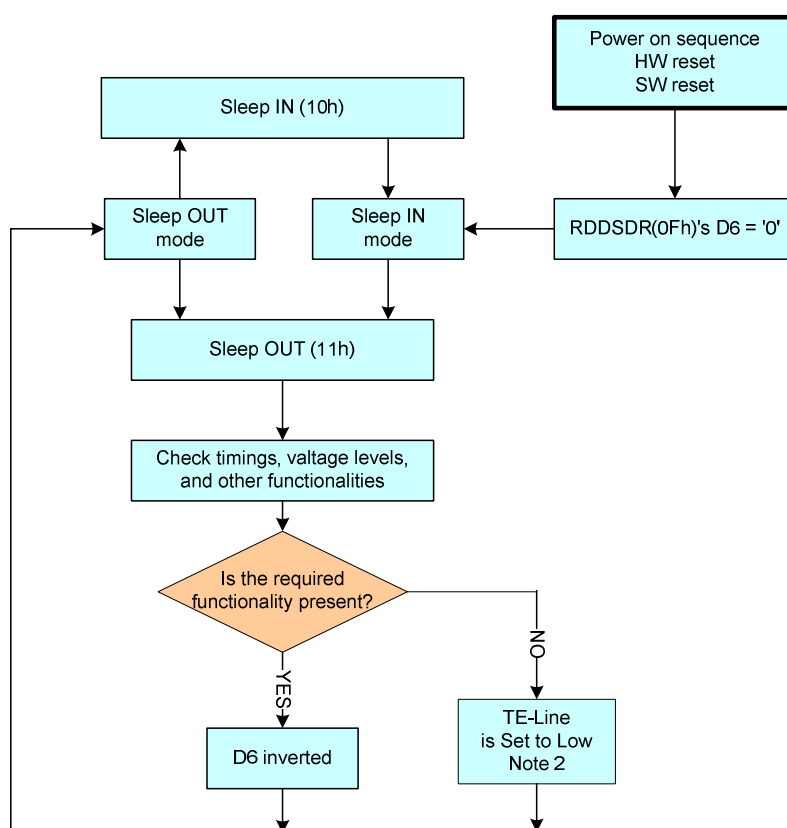 Power on sequence
HW reset
SW reset
Sleep IN (10h)
Sleep OUT
mode
Sleep IN
mode
RDDSDR(0Fh)'s D6 = '0'
Sleep OUT (11h)
Check timings, valtage levels,
and other functionalities
Is the required
functionality present?
YES
NO
D6 inverted
TE-Line
is Set to Low
Note 2